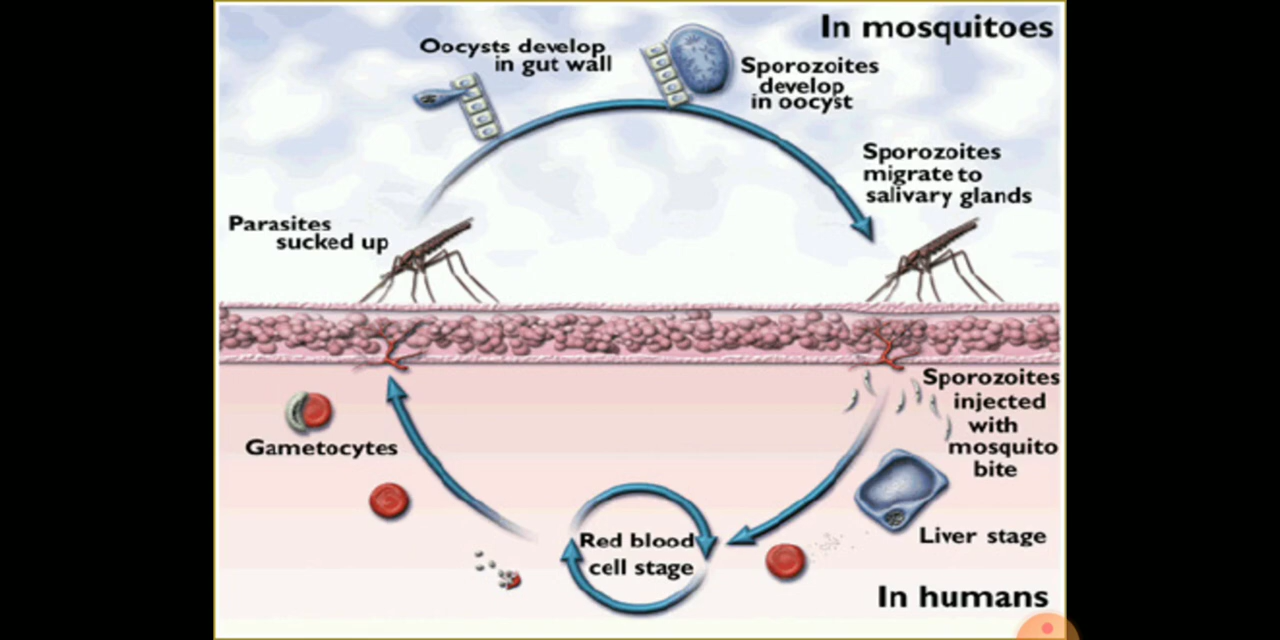 In mosquitoes
Oocysts develop
in gut wall
Sporozoites
develop
in oocyst
Sporozoites
migrate to
salivary glands
Parasites
sucked up
Sporozoites
injected
with
mosquito
bite
Gametocytes
Liver stage
Red blood
cell stage
In humans